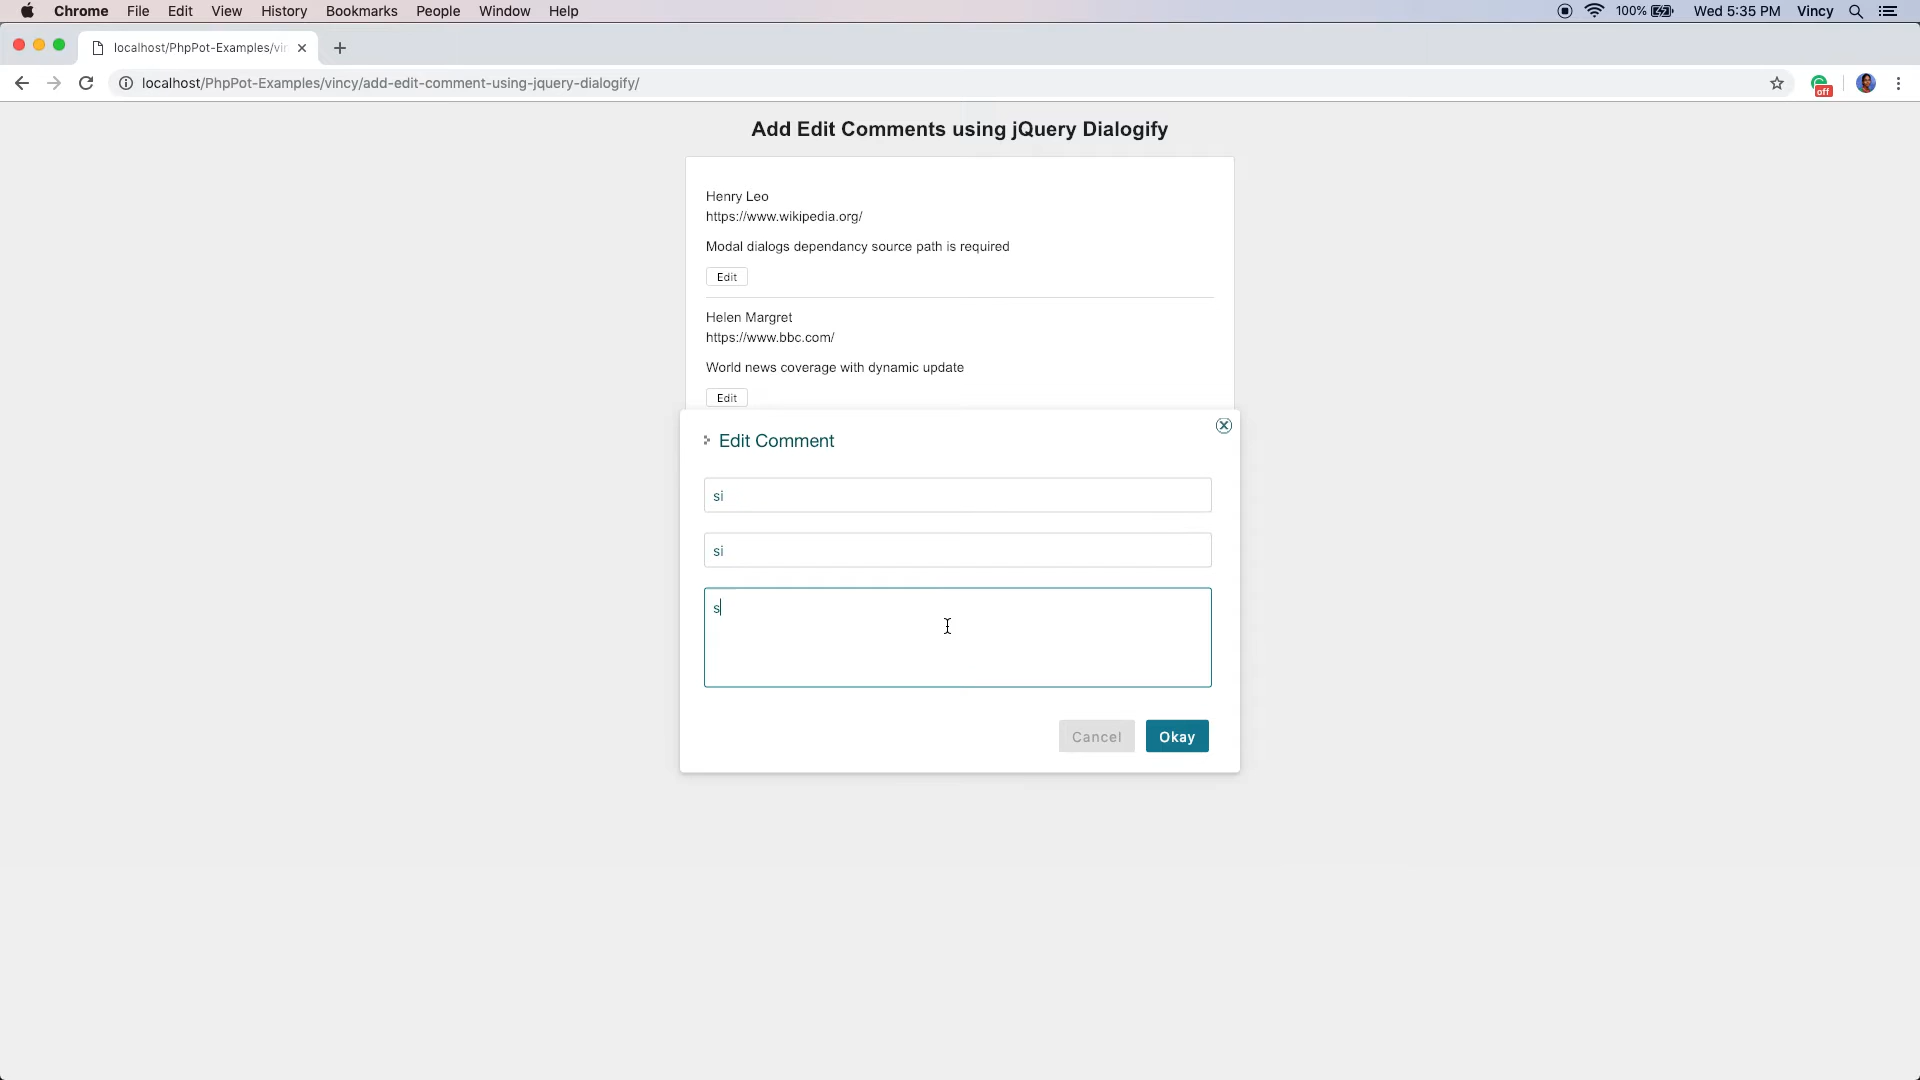 Chrome File Edit View History Bookmarks People Window Help 100% Wed 5:35 PM Vincy
localhost/PhpPot-Examples/vin
localhost/PhpPot-Examples/vincy/add-edit-comment-using-jquery-dialogify/ off
Add Edit Comments using jQuery Dialogify
Henry Leo
https://www.wikipedia.org/
Modal dialogs dependancy source path is required
Edit
Helen Margret
https://www.bbc.com/
World news coverage with dynamic update
Edit
Edit Comment
si
si
s
Cancel Okay